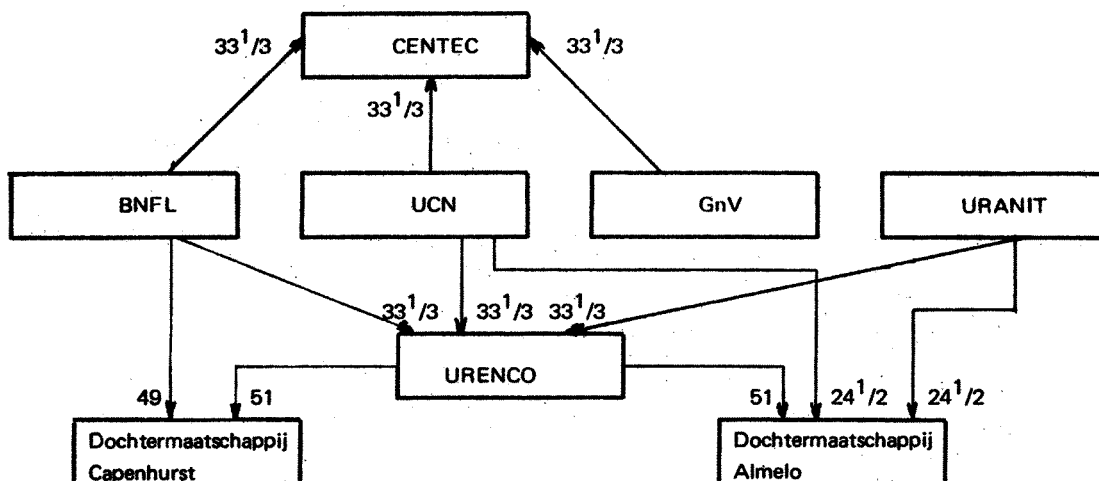 33 1/3 CENTEC 33 1/3
33 1/3
BNFL UCN GnV URANIT
33 1/3 33 1/3 33 1/3
URENCO
49 51 51 24 1/2 24 1/2
Dochtermaatschappij Dochtermaatschappij
Capenhurst Almelo